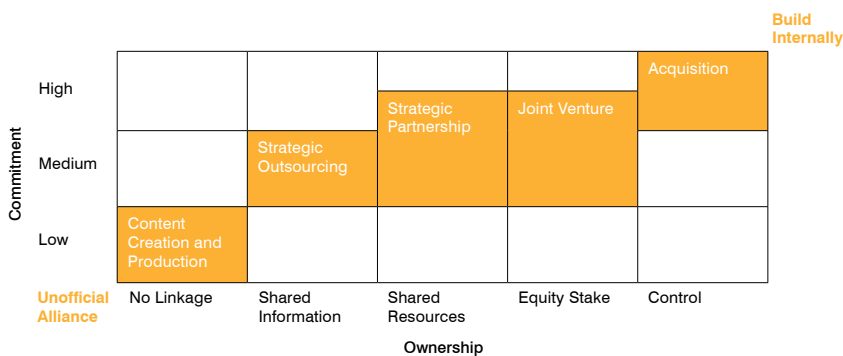 Build
Internally
High
Acquisition
Strategic
Partnership
Joint Venture
Commitment
Medium
Strategic
Outsourcing
Low
Content
Creation and
Production
Unofficial
Alliance
No Linkage
Shared
Information
Shared
Resources
Equity Stake
Control
Ownership